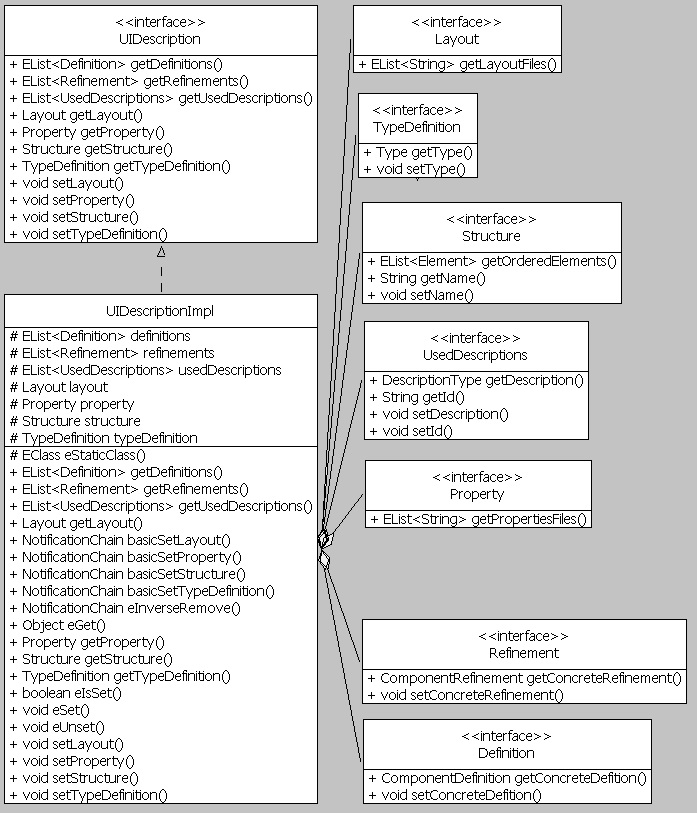 <<interface>>
UIDescription
+ EList<Definition> getDefinitions()
+ EList<Refinement> getRefinements()
+ EList<UsedDescriptions> getUsedDescriptions()
+ Layout getLayout()
+ Property getProperty()
+ Structure getStructure()
+ TypeDefinition getTypeDefinition()
+ void setLayout()
+ void setProperty()
+ void setStructure()
+ void setTypeDefinition()
UIDescriptionImpl
# EList<Definition> definitions
# EList<Refinement> refinements
# EList<UsedDescriptions> usedDescriptions
# Layout layout
# Property property
# Structure structure
# TypeDefinition typeDefinition
# EClass eStaticClass()
+ EList<Definition> getDefinitions()
+ EList<Refinement> getRefinements()
+ EList<UsedDescriptions> getUsedDescriptions()
+ Layout getLayout()
+ NotificationChain basicSetLayout()
+ NotificationChain basicSetProperty()
+ NotificationChain basicSetStructure()
+ NotificationChain basicSetTypeDefinition()
+ NotificationChain eInverseRemove()
+ Object eGet()
+ Property getProperty()
+ Structure getStructure()
+ TypeDefinition getTypeDefinition()
+ boolean eIsSet()
+ void eSet()
+ void eUnset()
+ void setLayout()
+ void setProperty()
+ void setStructure()
+ void setTypeDefinition()
<<interface>>
Layout
+ EList<String> getLayoutFiles()
<<interface>>
TypeDefinition
+ Type getType()
+ void setType()
<<interface>>
Structure
+ EList<Element> getOrderedElements()
+ String getName()
+ void setName()
<<interface>>
UsedDescriptions
+ DescriptionType getDescription()
+ String getId()
+ void setDescription()
+ void setId()
<<interface>>
Property
+ EList<String> getPropertiesFiles()
<<interface>>
Refinement
+ ComponentRefinement getConcreteRefinement()
+ void setConcreteRefinement()
<<interface>>
Definition
+ ComponentDefinition getConcreteDefition()
+ void setConcreteDefition()